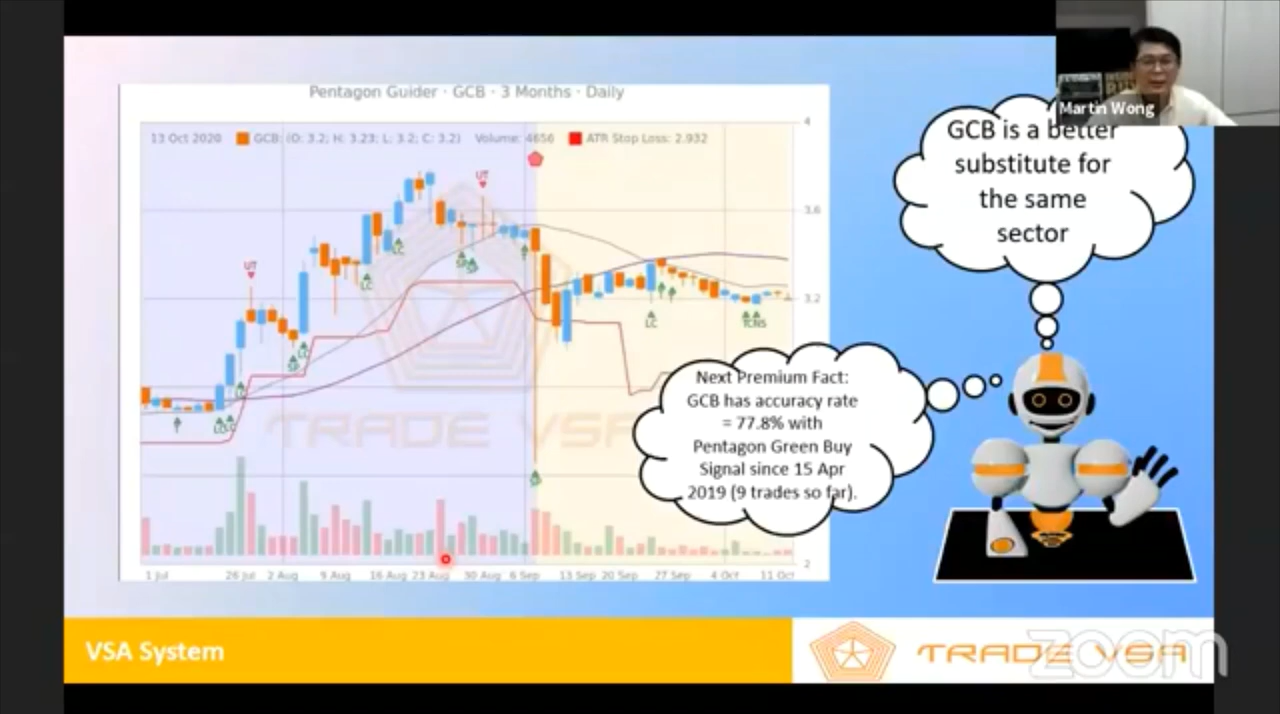 Pentagon Guider · GCB · 3 Months · Daily
13 Oct 2020 GCB: (O: 3.2; H: 3.23; L: 3.2; C: 3.2) Volume: 4656 ATR Stop Loss: 2.932
4
3.6
3.2
2
UT
UT
LC
LC
SP
LC
LC
TCNS
1 Jul 26 Jul 2 Aug 9 Aug 16 Aug 23 Aug 30 Aug 6 Sep 13 Sep 20 Sep 27 Sep 4 Oct 11 Oct
TRADE VSA
Martin Wong
GCB is a better
substitute for
the same
sector
Next Premium Fact:
GCB has accuracy rate
= 77.8% with
Pentagon Green Buy
Signal since 15 Apr
2019 (9 trades so far).
VSA System
TRADE VSA
zoom